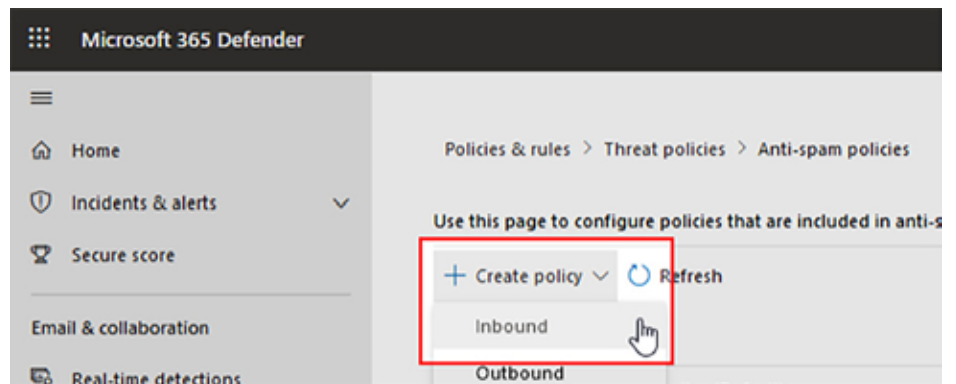 Microsoft 365 Defender
Home
Incidents & alerts
Secure score
Email & collaboration
Real-time detections
Policies & rules > Threat policies > Anti-spam policies
Use this page to configure policies that are included in anti-s
+ Create policy
Refresh
Inbound
Outbound